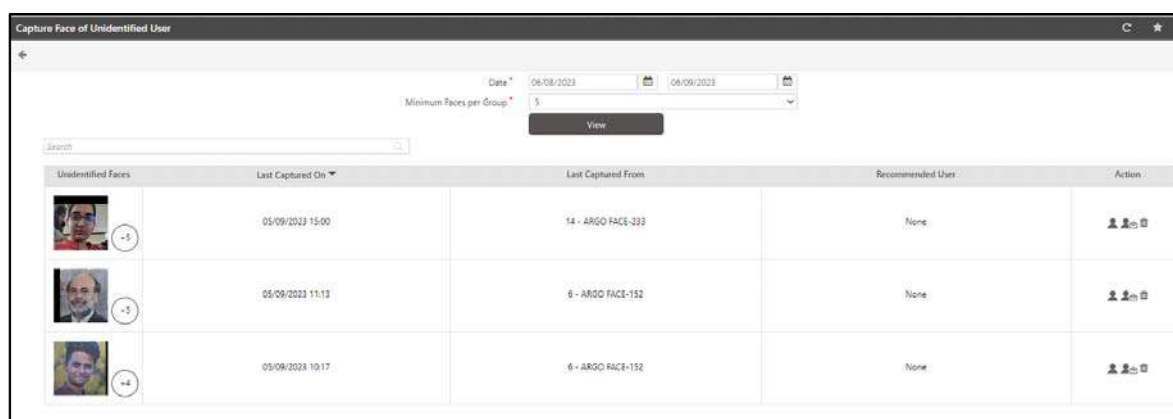 Capture Face of Unidentified User
Date * 06/08/2023 06/09/2023
Minimum Faces per Group * 5
View
Search
Unidentified Faces Last Captured On Last Captured From Recommended User Action
+5 05/09/2023 15:00 14 - ARGO FACE-233 None
05/09/2023 11:13 6 - ARGO FACE-152 None
+4 05/09/2023 10:17 6 - ARGO FACE-152 None